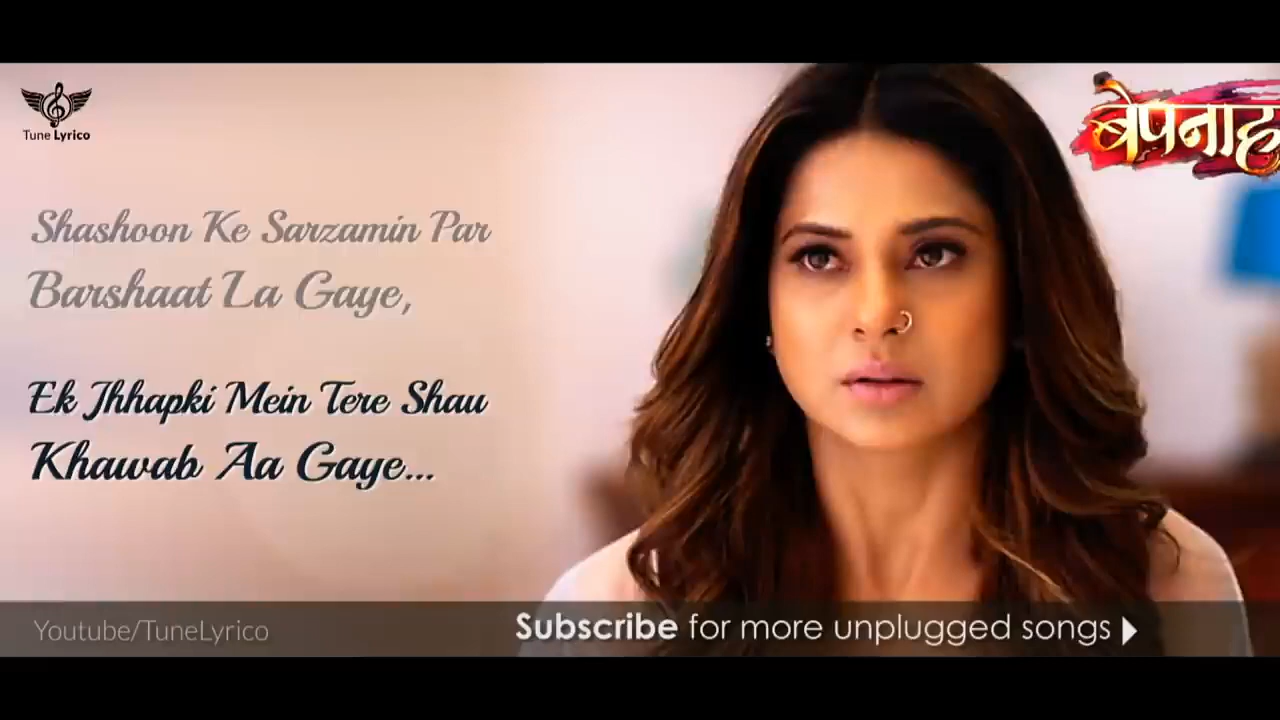 Tune Lyrico
बेपनाह
Shashoon Ke Sarzamin Par
Barshaat La Gaye,
Ek Jhhapki Mein Tere Shau
Khawab Aa Gaye...
Youtube/TuneLyrico
Subscribe for more unplugged songs